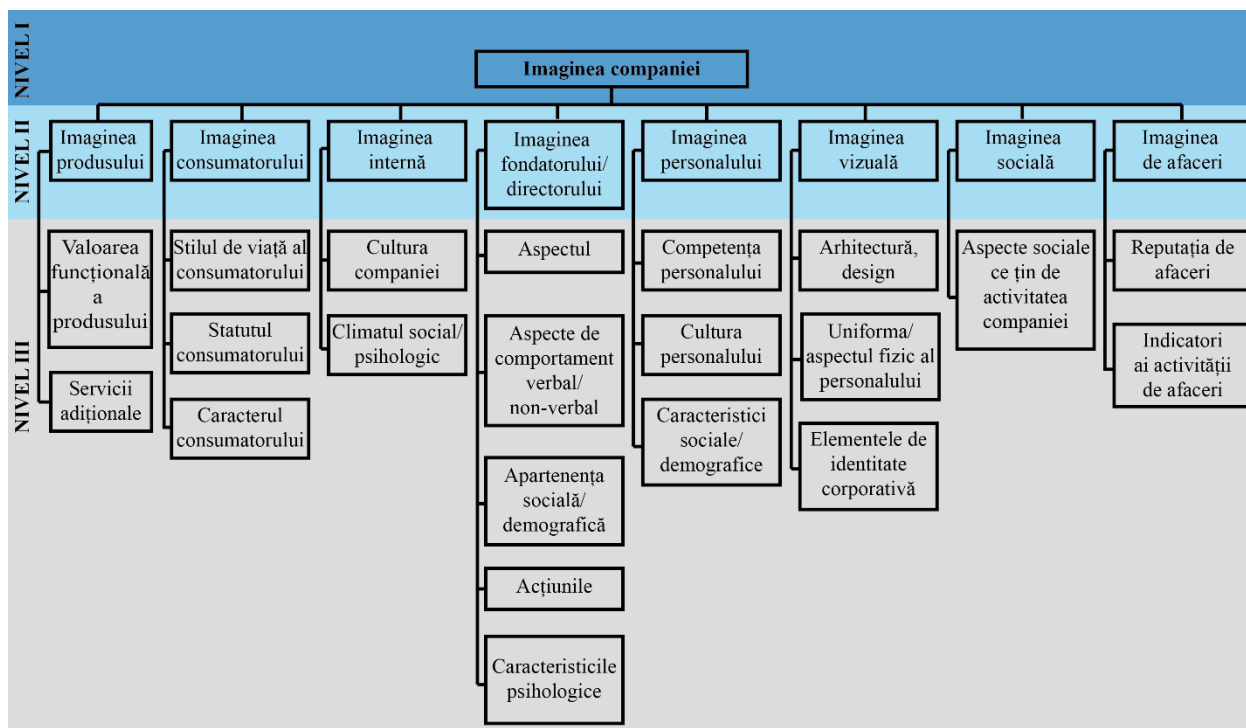 NIVEL I
Imaginea companiei
NIVEL II
Imaginea
produsului
Imaginea
consumatorului
Imaginea
internă
Imaginea
fondatorului/
directorului
Imaginea
personalului
Imaginea
vizuală
Imaginea
socială
Imaginea
de afaceri
NIVEL III
Valoarea
funcțională
a
produsului
Servicii
adiționale
Stilul de viață al
consumatorului
Statutul
consumatorului
Caracterul
consumatorului
Cultura
companiei
Climatul social/
psihologic
Aspectul
Aspecte de
comportament
verbal/
non-verbal
Apartenența
socială/
demografică
Acțiunile
Caracteristicile
psihologice
Competența
personalului
Cultura
personalului
Caracteristici
sociale/
demografice
Arhitectură,
design
Uniforma/
aspectul fizic al
personalului
Elementele de
identitate
corporativă
Aspecte sociale
ce țin de
activitatea
companiei
Reputația de
afaceri
Indicatori
ai activității
de afaceri